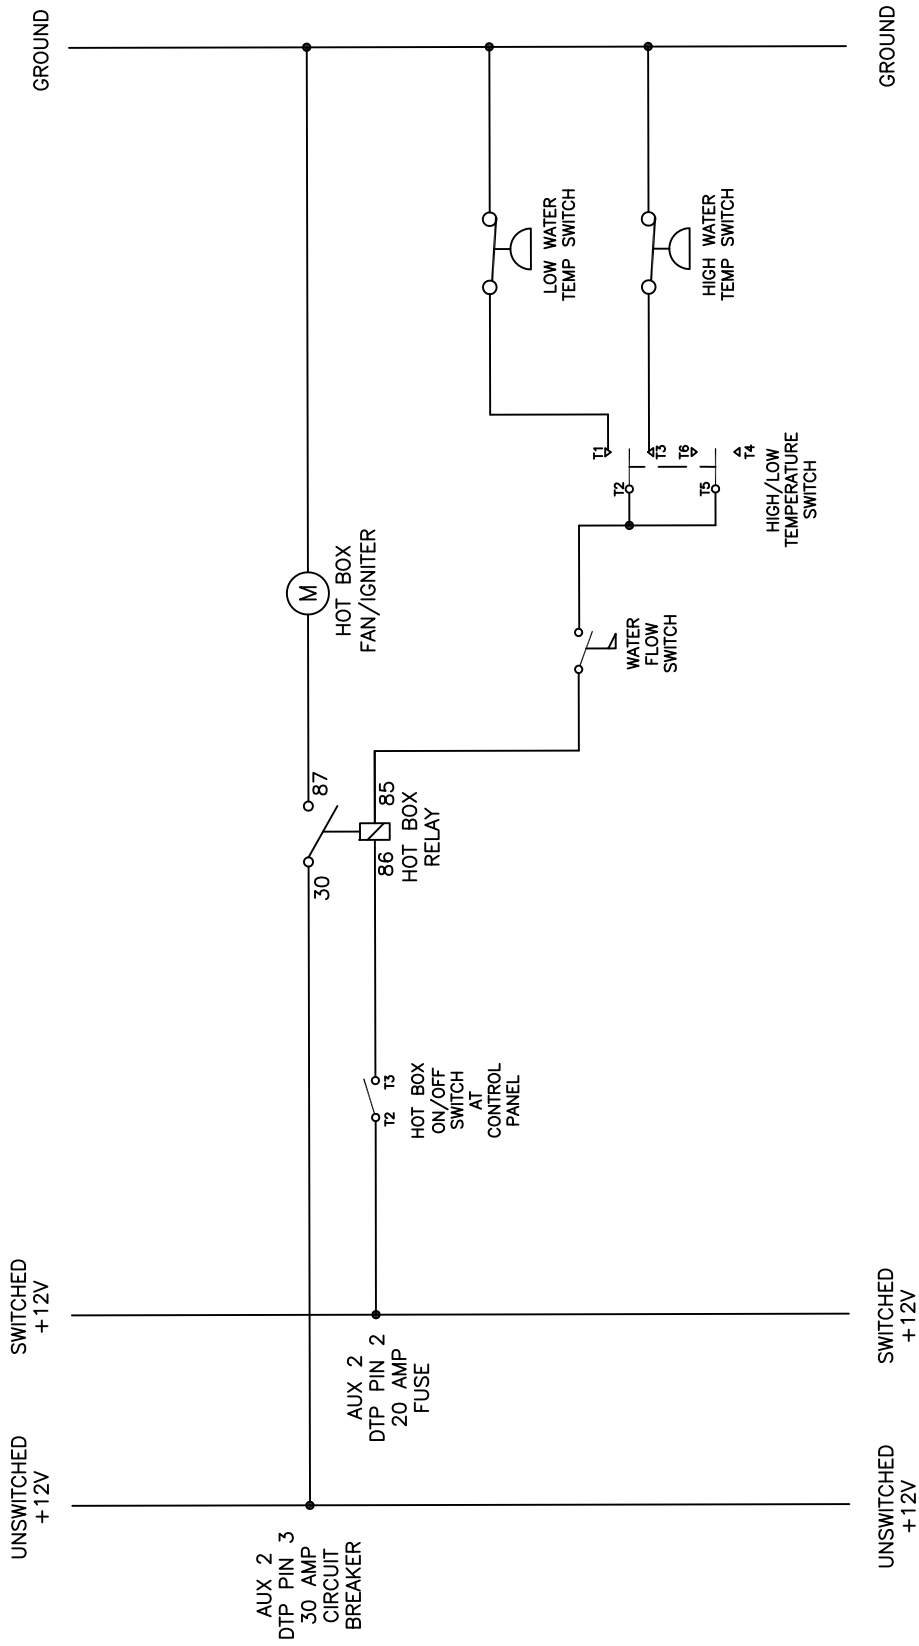 UNSWITCHED
+12V
SWITCHED
+12V
GROUND
AUX 2
DTP PIN 3
30 AMP
CIRCUIT
BREAKER
30
87
M
HOT BOX
FAN/IGNITER
AUX 2
DTP PIN 2
20 AMP
FUSE
T2
T3
HOT BOX
ON/OFF
SWITCH
AT
CONTROL
PANEL
86
85
HOT BOX
RELAY
WATER
FLOW
SWITCH
T2
T5
T1
T3
T6
T4
HIGH/LOW
TEMPERATURE
SWITCH
LOW WATER
TEMP SWITCH
HIGH WATER
TEMP SWITCH
UNSWITCHED
+12V
SWITCHED
+12V
GROUND